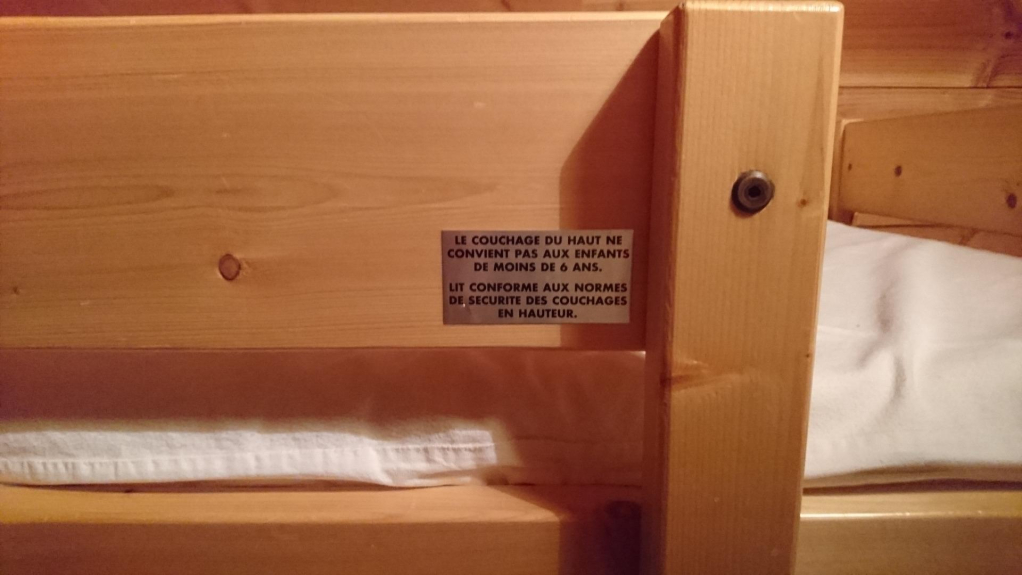 LE COUCHAGE DU HAUT NE
CONVIENT PAS AUX ENFANTS
DE MOINS DE 6 ANS.
LIT CONFORME AUX NORMES
DE SECURITE DES COUCHAGES
EN HAUTEUR.